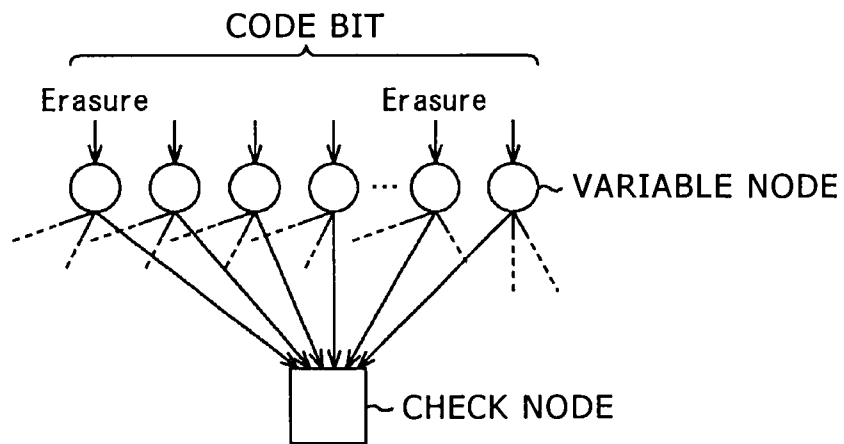 CODE BIT
Erasure Erasure
... VARIABLE NODE
CHECK NODE